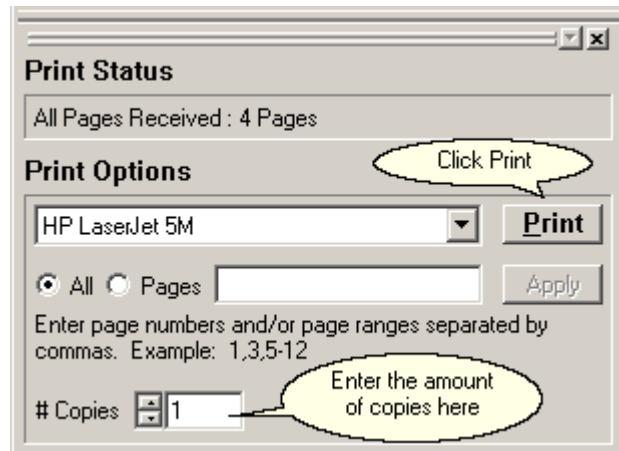 Print Status
All Pages Received : 4 Pages
Print Options
Click Print
HP LaserJet 5M
Print
All
Pages
Apply
Enter page numbers and/or page ranges separated by
commas. Example: 1,3,5-12
# Copies
1
Enter the amount
of copies here